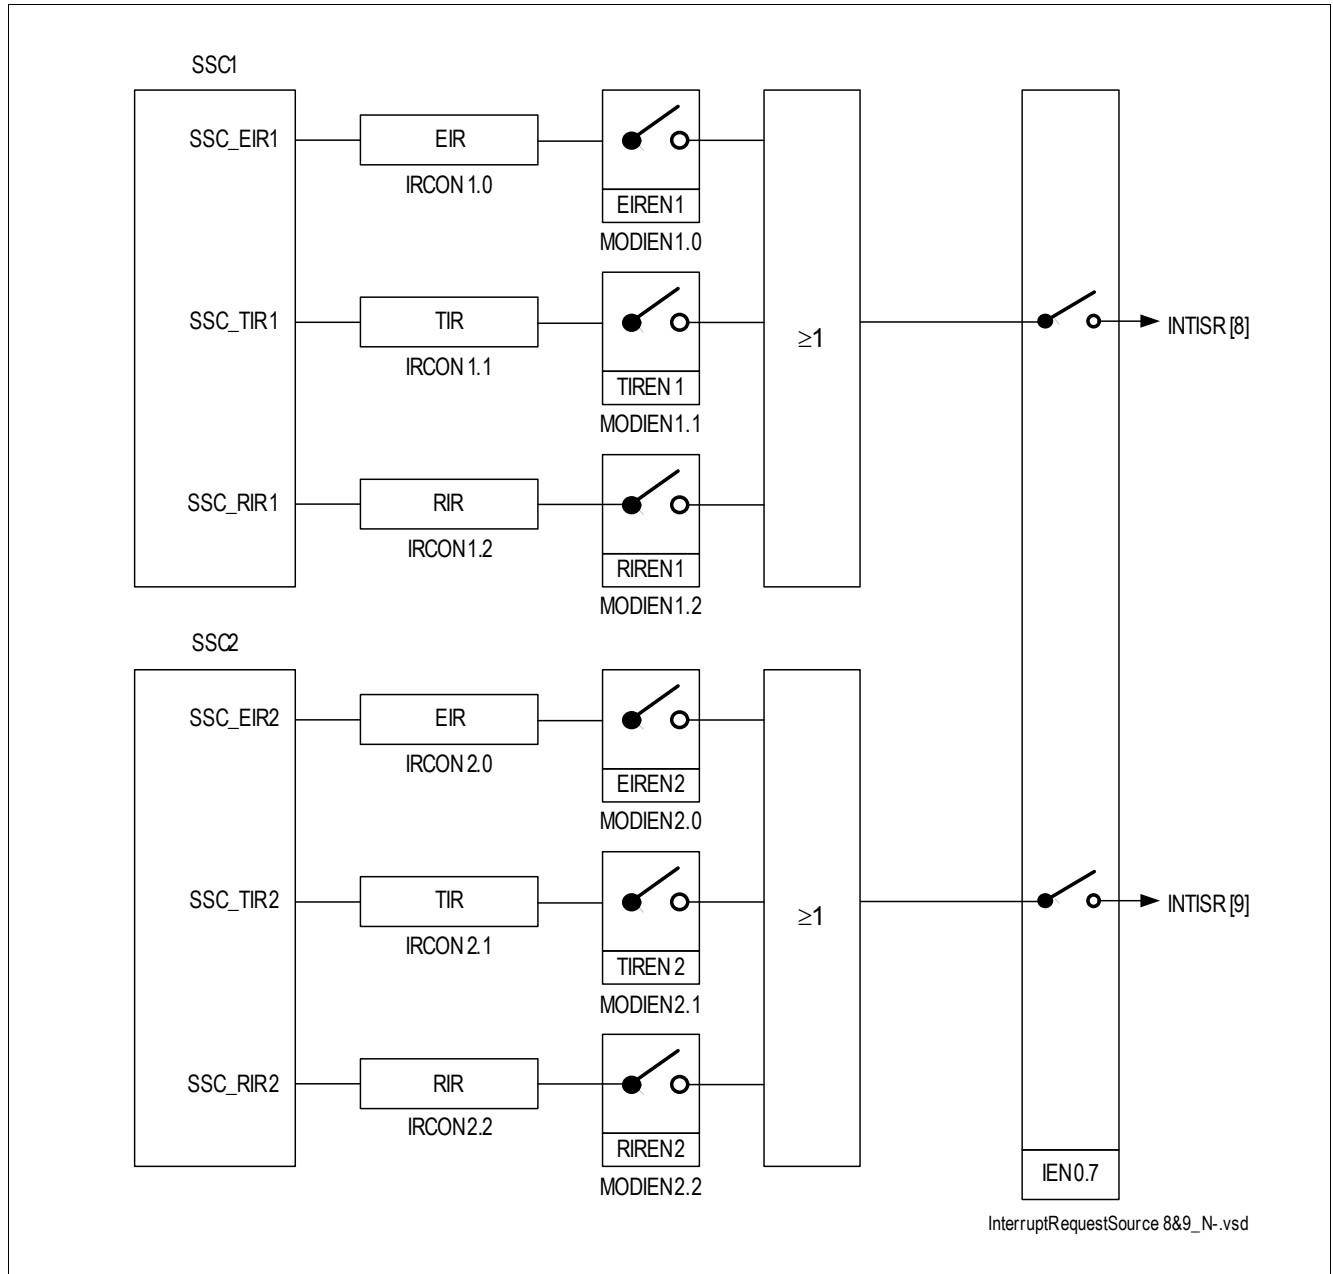 SSC1
SSC_EIR1
EIR
IRCON1.0
EIREN1
MODIEN1.0
SSC_TIR1
TIR
IRCON1.1
TIREN1
MODIEN1.1
≥1
INTISR[8]
SSC_RIR1
RIR
IRCON1.2
RIREN1
MODIEN1.2
SSC2
SSC_EIR2
EIR
IRCON2.0
EIREN2
MODIEN2.0
SSC_TIR2
TIR
IRCON2.1
TIREN2
MODIEN2.1
≥1
INTISR[9]
SSC_RIR2
RIR
IRCON2.2
RIREN2
MODIEN2.2
IEN0.7
InterruptRequestSource 8&9_N-.vsd